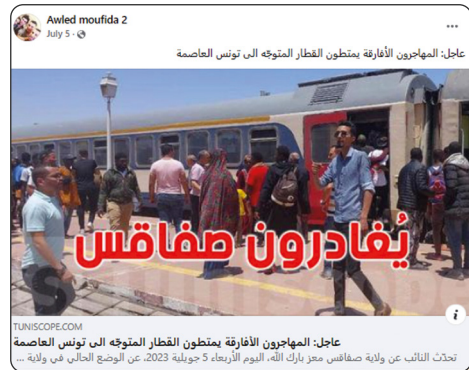 Awled moufida 2
July 5 ·
عاجل: المهاجرون الأفارقة يمتطون القطار المتوجّه الى تونس العاصمة
يُغادرون صفاقس
TUNISCOPE.COM
عاجل: المهاجرون الأفارقة يمتطون القطار المتوجّه الى تونس العاصمة
تحدّث النائب عن ولاية صفاقس معز بارك الله، اليوم الأربعاء 5 جويلية 2023، عن الوضع الحالي في ولاية ...